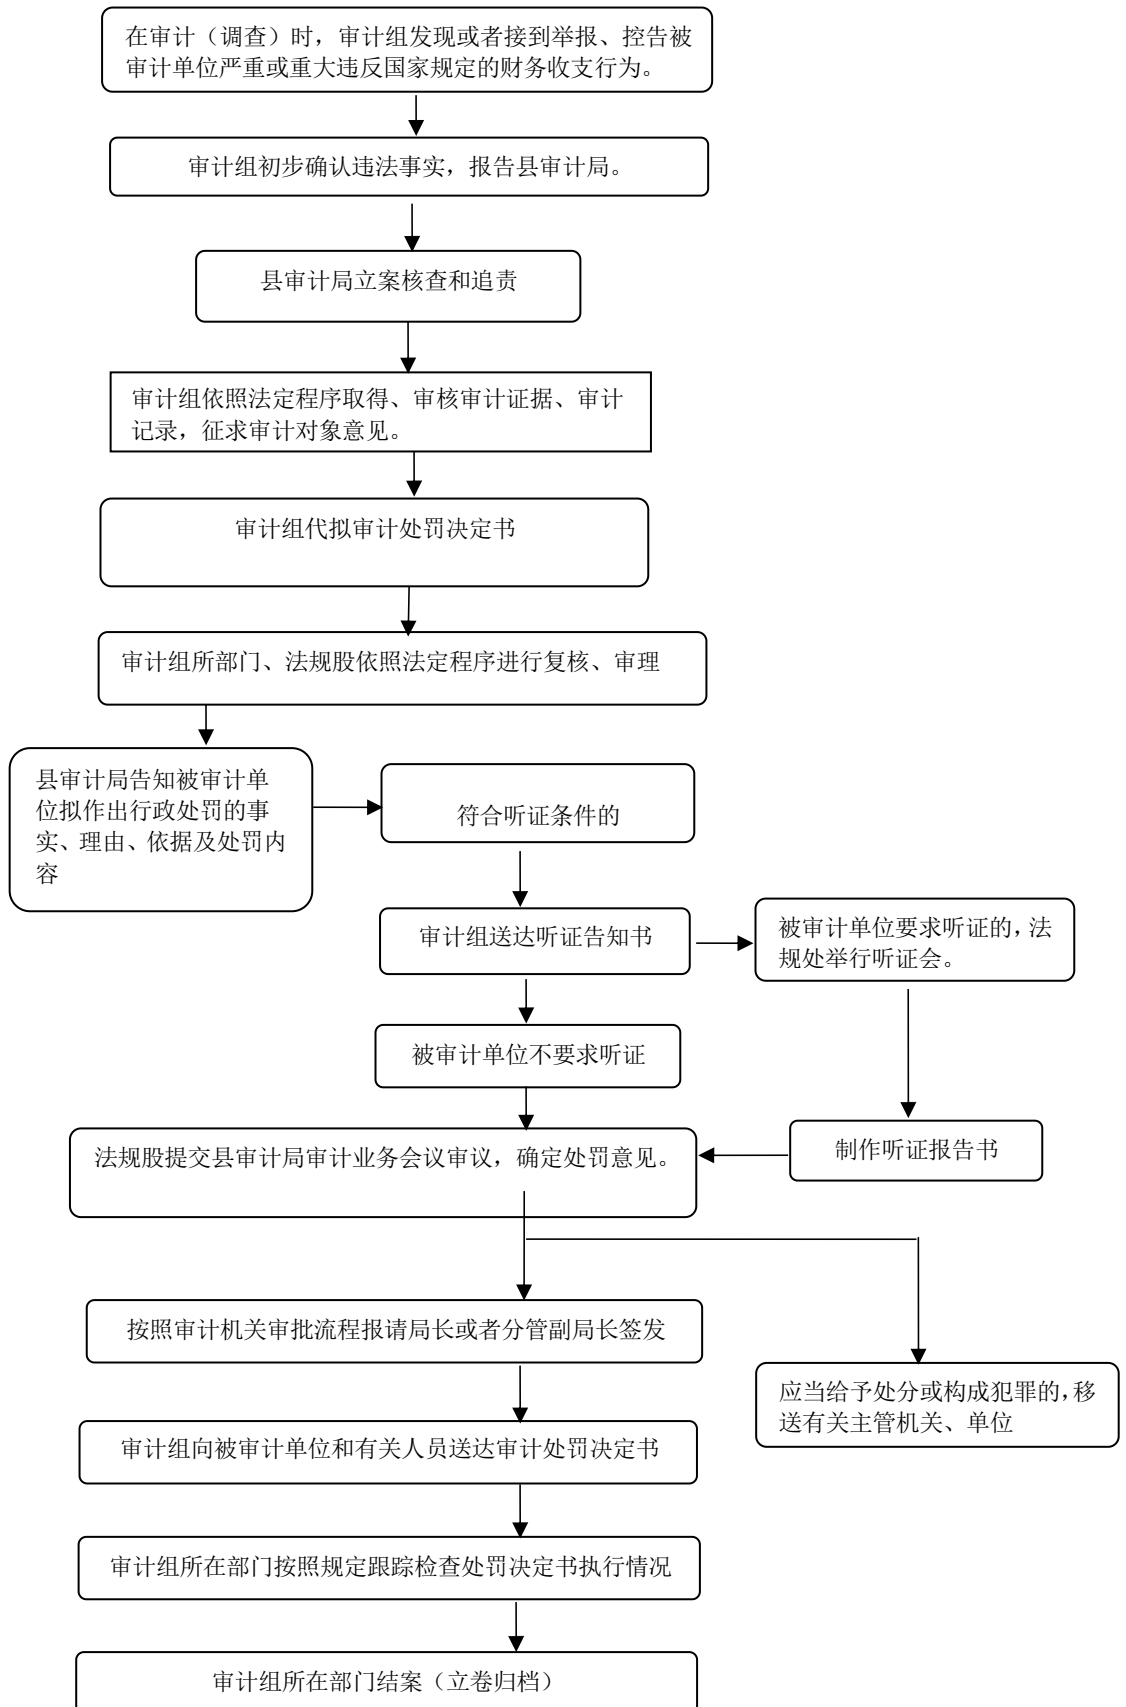 在审计（调查）时，审计组发现或者接到举报、控告被
审计单位严重或重大违反国家规定的财务收支行为。
审计组初步确认违法事实，报告县审计局。
县审计局立案核查和追责
审计组依照法定程序取得、审核审计证据、审计
记录，征求审计对象意见。
审计组代拟审计处罚决定书
审计组所部门、法规股依照法定程序进行复核、审理
县审计局告知被审计单
位拟作出行政处罚的事
实、理由、依据及处罚内
容
符合听证条件的
审计组送达听证告知书
被审计单位要求听证的，法
规处举行听证会。
被审计单位不要求听证
制作听证报告书
法规股提交县审计局审计业务会议审议，确定处罚意见。
按照审计机关审批流程报请局长或者分管副局长签发
应当给予处分或构成犯罪的，移
送有关主管机关、单位
审计组向被审计单位和有关人员送达审计处罚决定书
审计组所在部门按照规定跟踪检查处罚决定书执行情况
审计组所在部门结案（立卷归档）